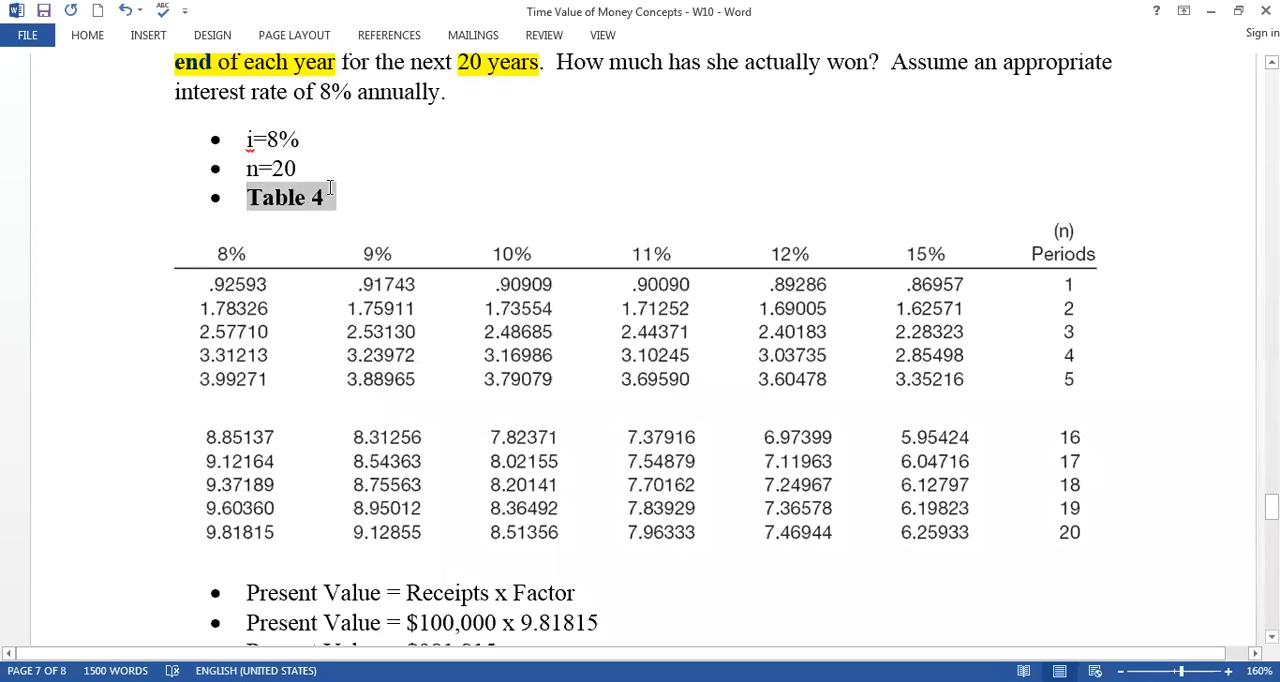 Time Value of Money Concepts - W10 - Word
FILE HOME INSERT DESIGN PAGE LAYOUT REFERENCES MAILINGS REVIEW VIEW Sign in
end of each year for the next 20 years. How much has she actually won? Assume an appropriate
interest rate of 8% annually.
• i=8%
• n=20
• Table 4
(n)
8% 9% 10% 11% 12% 15% Periods
.92593 .91743 .90909 .90090 .89286 .86957 1
1.78326 1.75911 1.73554 1.71252 1.69005 1.62571 2
2.57710 2.53130 2.48685 2.44371 2.40183 2.28323 3
3.31213 3.23972 3.16986 3.10245 3.03735 2.85498 4
3.99271 3.88965 3.79079 3.69590 3.60478 3.35216 5
8.85137 8.31256 7.82371 7.37916 6.97399 5.95424 16
9.12164 8.54363 8.02155 7.54879 7.11963 6.04716 17
9.37189 8.75563 8.20141 7.70162 7.24967 6.12797 18
9.60360 8.95012 8.36492 7.83929 7.36578 6.19823 19
9.81815 9.12855 8.51356 7.96333 7.46944 6.25933 20
• Present Value = Receipts x Factor
• Present Value = $100,000 x 9.81815
PAGE 7 OF 8 1500 WORDS ENGLISH (UNITED STATES) 160%